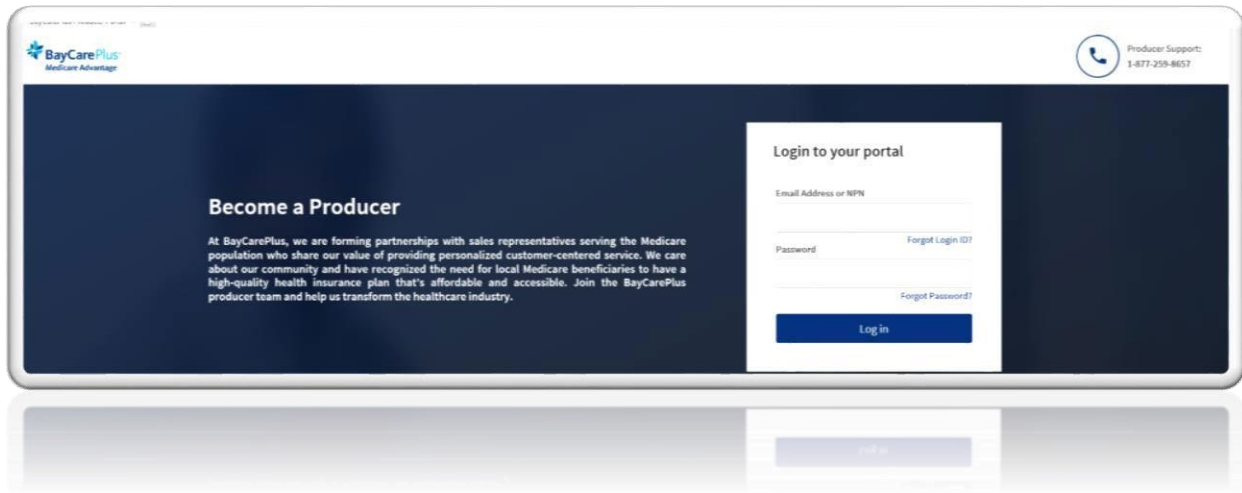 BayCarePlus
Medicare Advantage
Producer Support:
1-877-259-8657
Become a Producer
At BayCarePlus, we are forming partnerships with sales representatives serving the Medicare
population who share our value of providing personalized customer-centered service. We care
about our community and have recognized the need for local Medicare beneficiaries to have a
high-quality health insurance plan that's affordable and accessible. Join the BayCarePlus
producer team and help us transform the healthcare industry.
Login to your portal
Email Address or NPN
Forgot Login ID?
Password
Forgot Password?
Log in